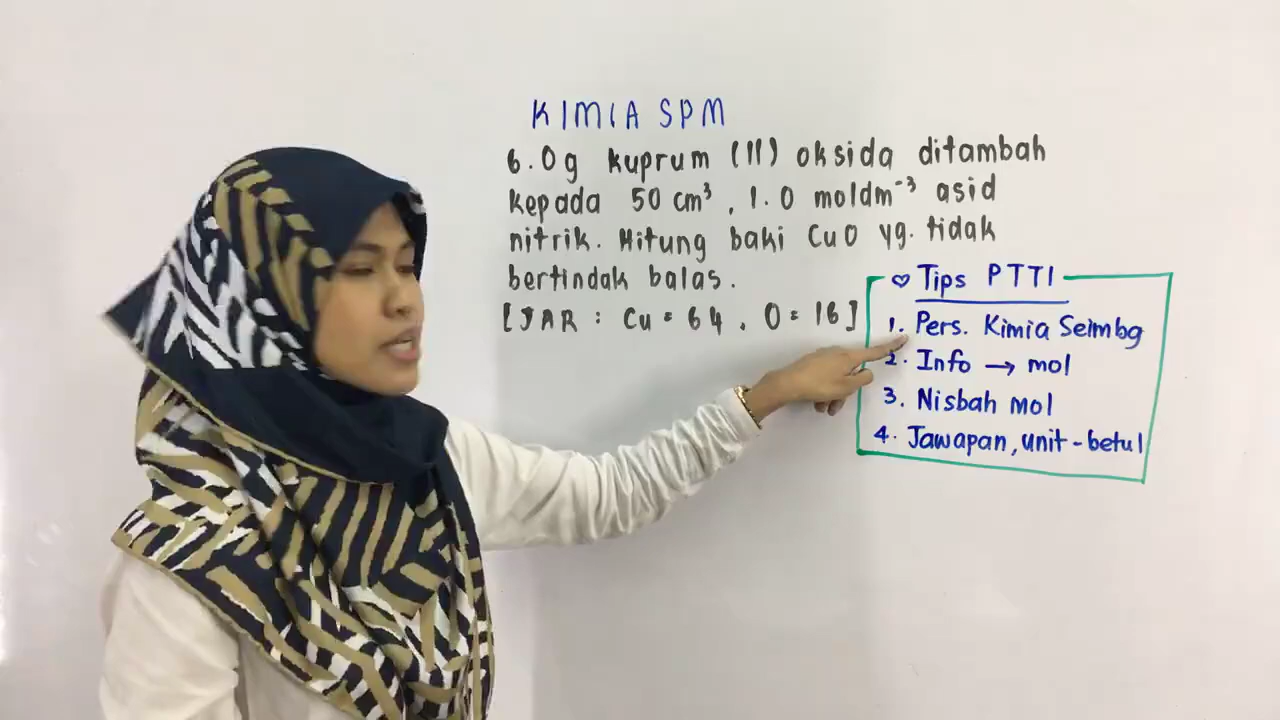 KIMIA SPM
6.0g kuprum (II) oksida ditambah
kepada 50 cm³, 1.0 moldm⁻³ asid
nitrik. Hitung baki CuO yg. tidak
bertindak balas.
[JAR : Cu = 64, O = 16]
♡ Tips PTTI
1. Pers. Kimia Seimbg
2. Info → mol
3. Nisbah mol
4. Jawapan, unit - betul